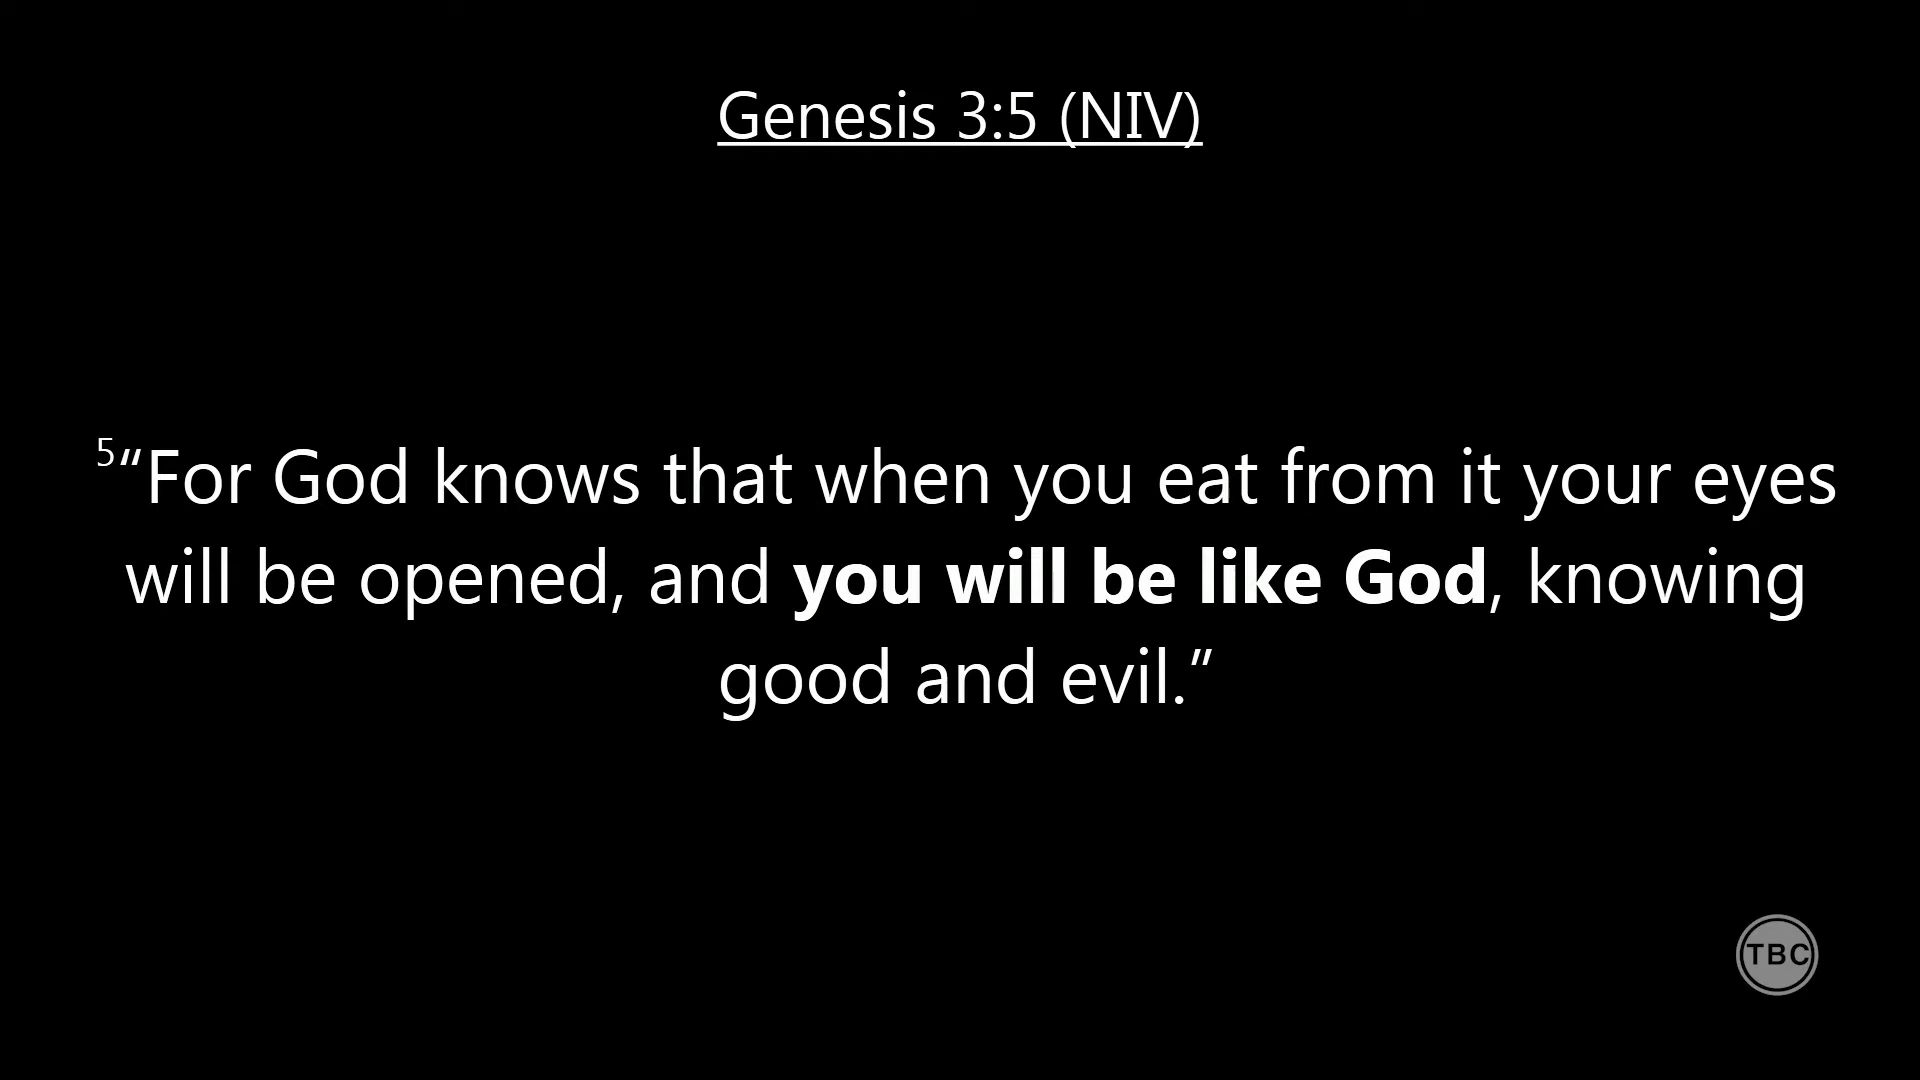 Genesis 3:5 (NIV)
5“For God knows that when you eat from it your eyes
will be opened, and you will be like God, knowing
good and evil.”
TBC